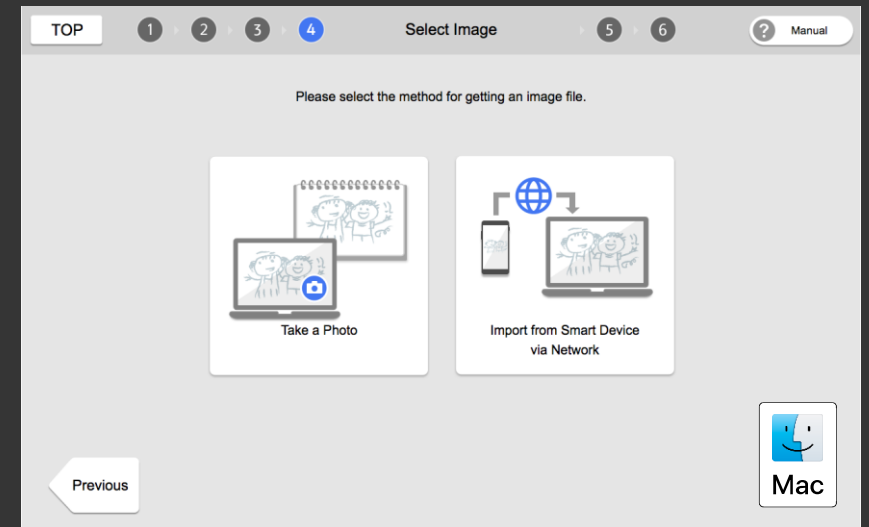 TOP
1
2
3
4
Select Image
5
6
?
Manual
Please select the method for getting an image file.
Take a Photo
Import from Smart Device
via Network
Previous
Mac